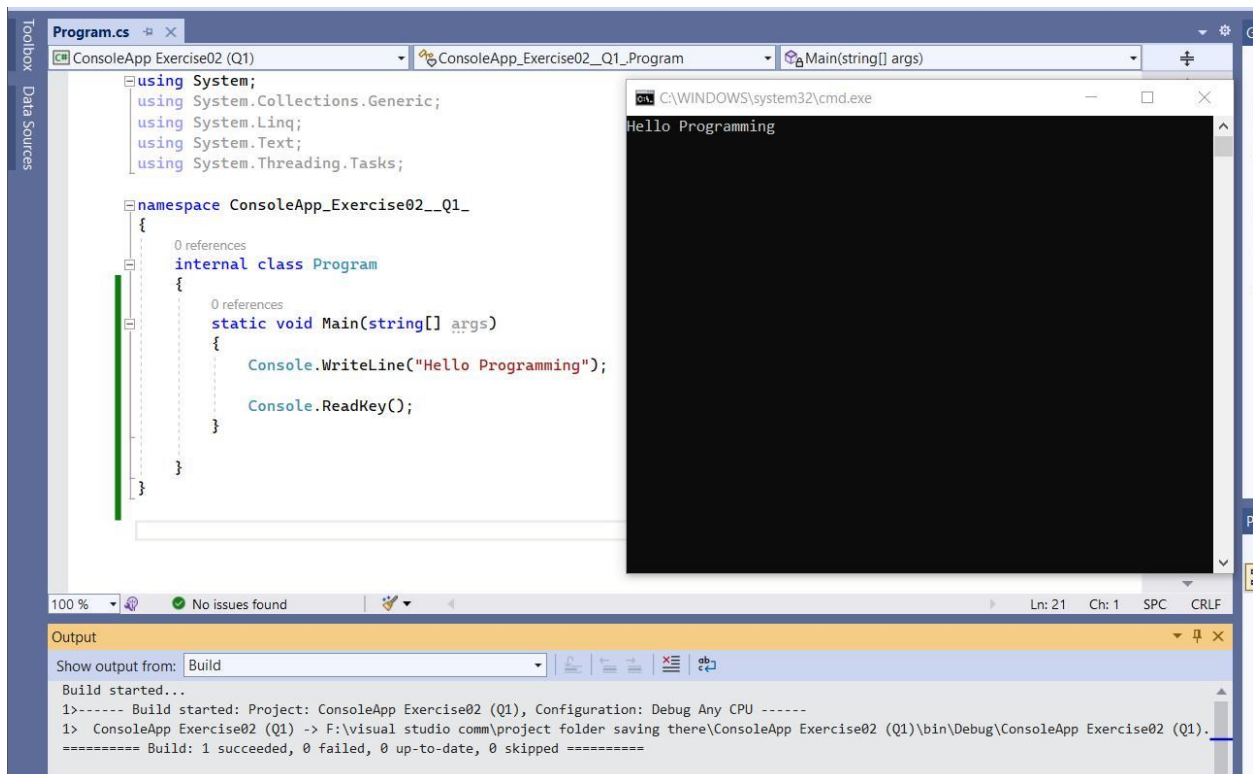 Toolbox
Data Sources
Program.cs
C# ConsoleApp Exercise02 (Q1)
ConsoleApp_Exercise02__Q1_.Program
Main(string[] args)
using System;
using System.Collections.Generic;
using System.Linq;
using System.Text;
using System.Threading.Tasks;
namespace ConsoleApp_Exercise02__Q1_
{
0 references
internal class Program
{
0 references
static void Main(string[] args)
{
Console.WriteLine("Hello Programming");
Console.ReadKey();
}
}
}
C:\WINDOWS\system32\cmd.exe
Hello Programming
100 %
No issues found
Ln: 21
Ch: 1
SPC
CRLF
Output
Show output from: Build
Build started...
1>------ Build started: Project: ConsoleApp Exercise02 (Q1), Configuration: Debug Any CPU ------
1>  ConsoleApp Exercise02 (Q1) -> F:\visual studio comm\project folder saving there\ConsoleApp Exercise02 (Q1)\bin\Debug\ConsoleApp Exercise02 (Q1).
========== Build: 1 succeeded, 0 failed, 0 up-to-date, 0 skipped ==========